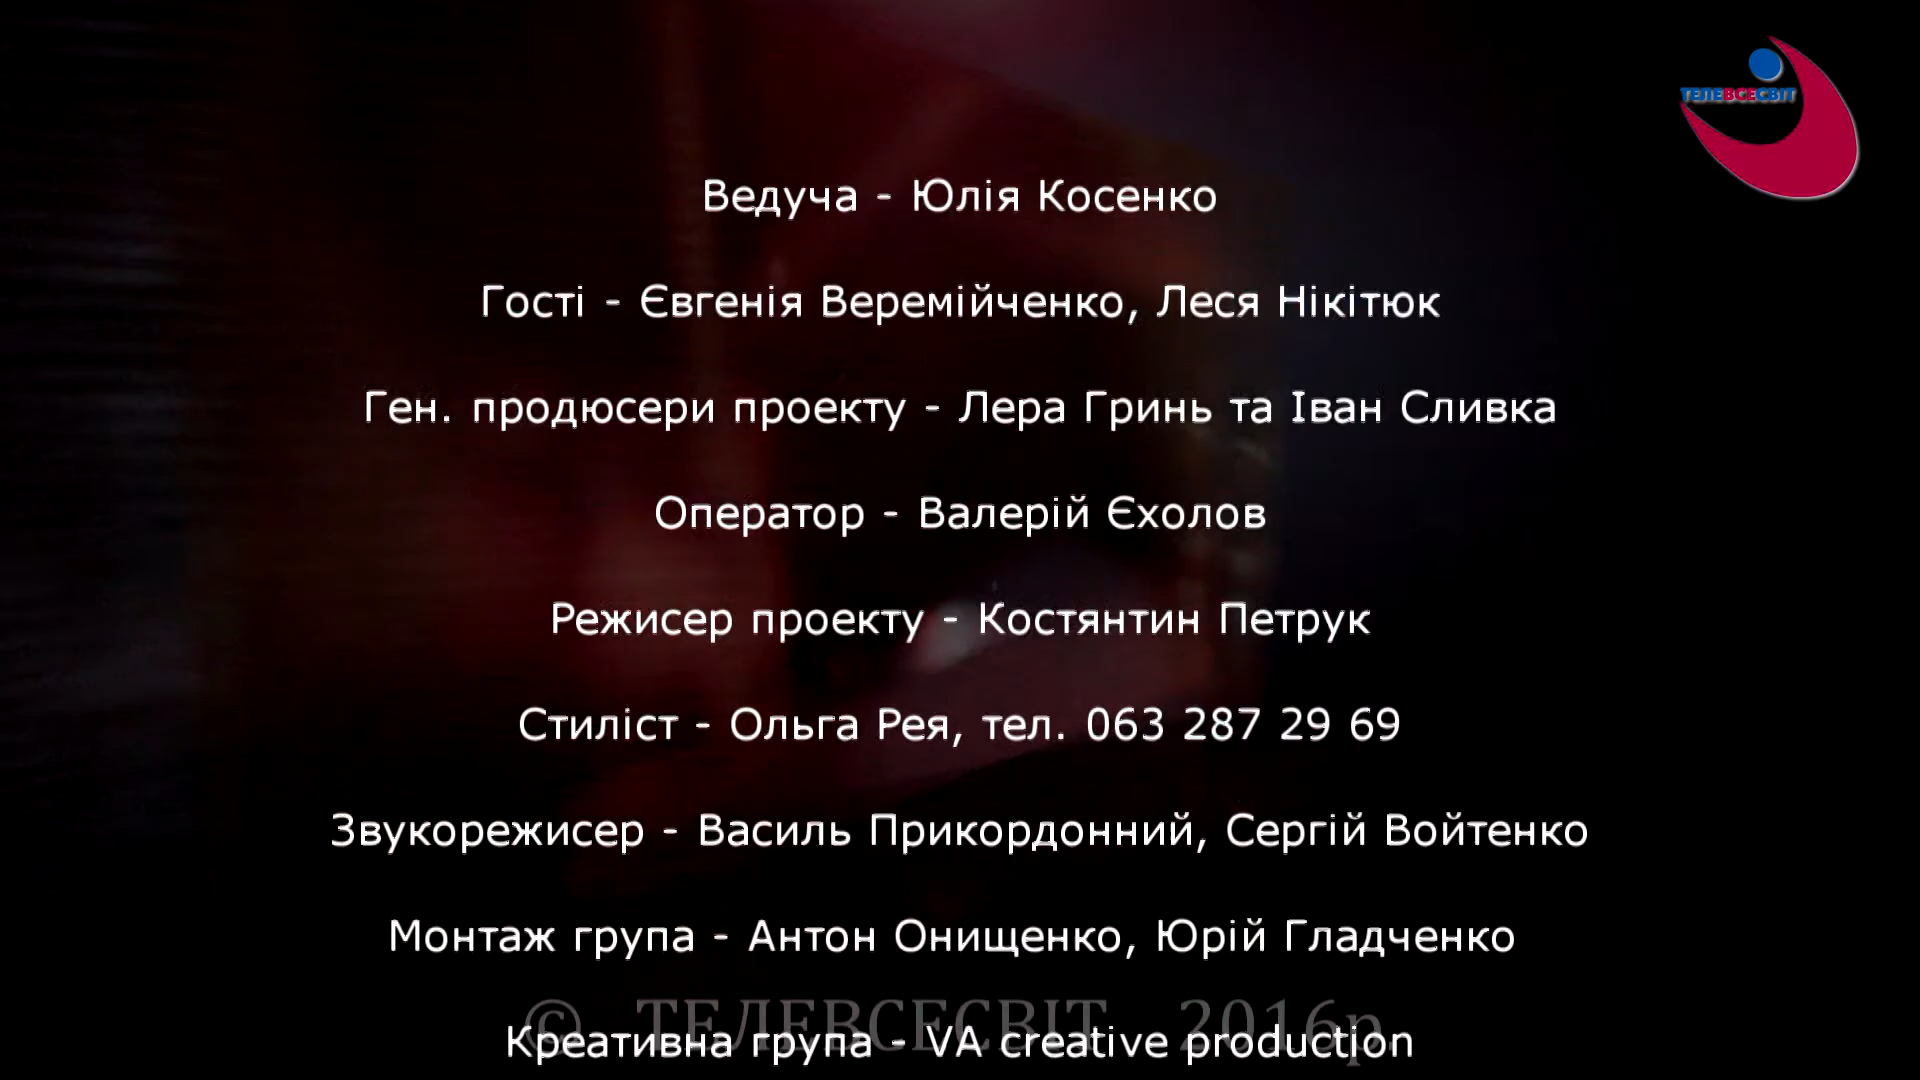 ТЕЛЕВСЕСВІТ
Ведуча - Юлія Косенко
Гості - Євгенія Веремійченко, Леся Нікітюк
Ген. продюсери проекту - Лера Гринь та Іван Сливка
Оператор - Валерій Єхолов
Режисер проекту - Костянтин Петрук
Стиліст - Ольга Рея, тел. 063 287 29 69
Звукорежисер - Василь Прикордонний, Сергій Войтенко
Монтаж група - Антон Онищенко, Юрій Гладченко
© ТЕЛЕВСЕСВІТ 2016р.
Креативна група - VA creative production